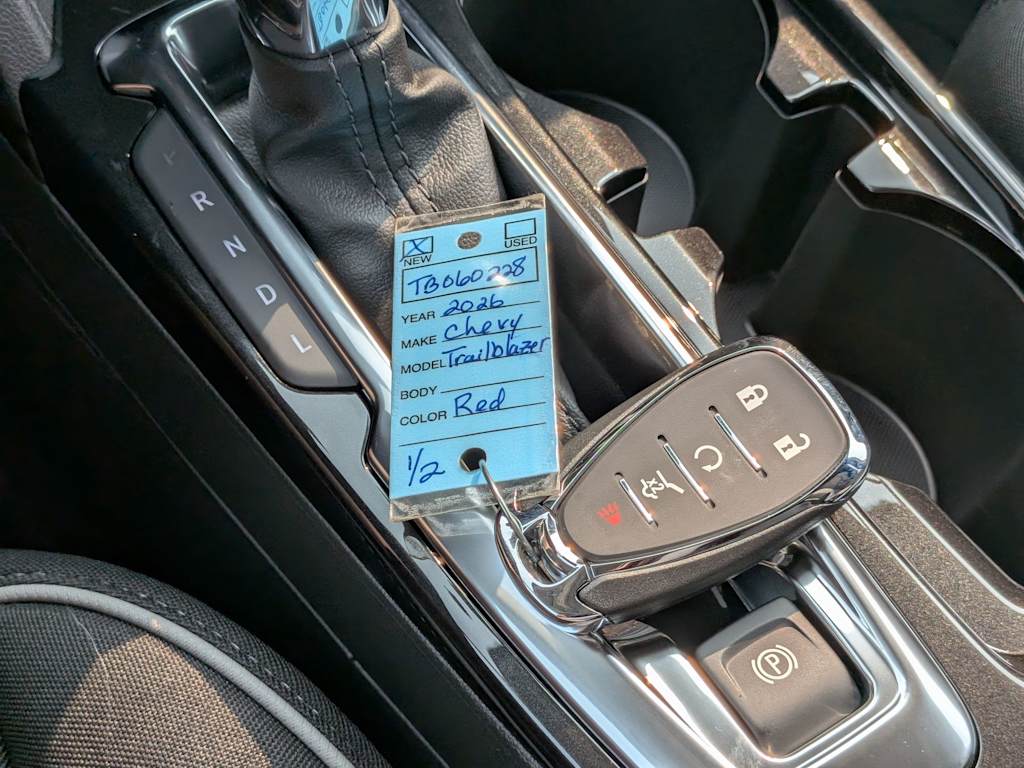 R
N
D
L
X
NEW USED
TB060228
YEAR 2026
MAKE Chevy
MODEL Trailblazer
BODY
COLOR Red
1/2
P